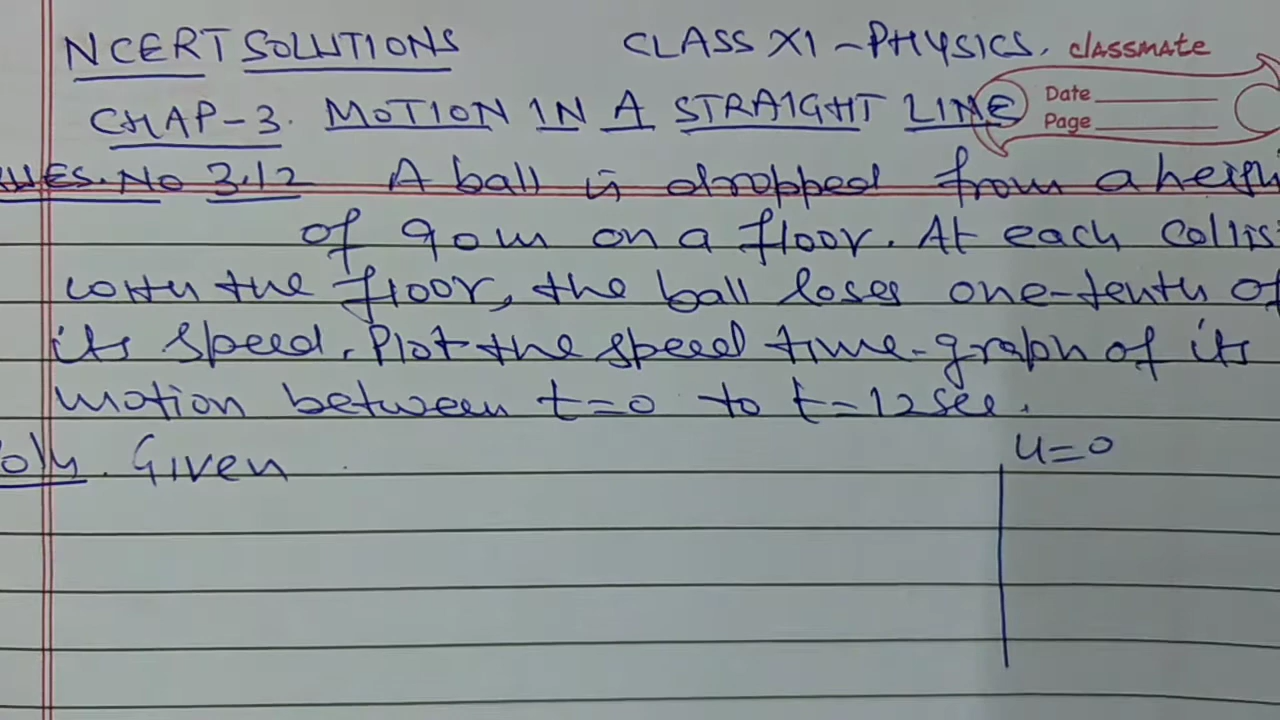 NCERT SOLUTIONS CLASS XI - PHYSICS. classmate
Date
CHAP-3. MOTION IN A STRAIGHT LINE
Page
UES. No 3.12 A ball is dropped from a heigh
of 90m on a floor. At each collis
with the floor, the ball loses one-tenth of
its speed. Plot the speed time-graph of its
motion between t=0 to t=12sec.
oln. Given
u=0